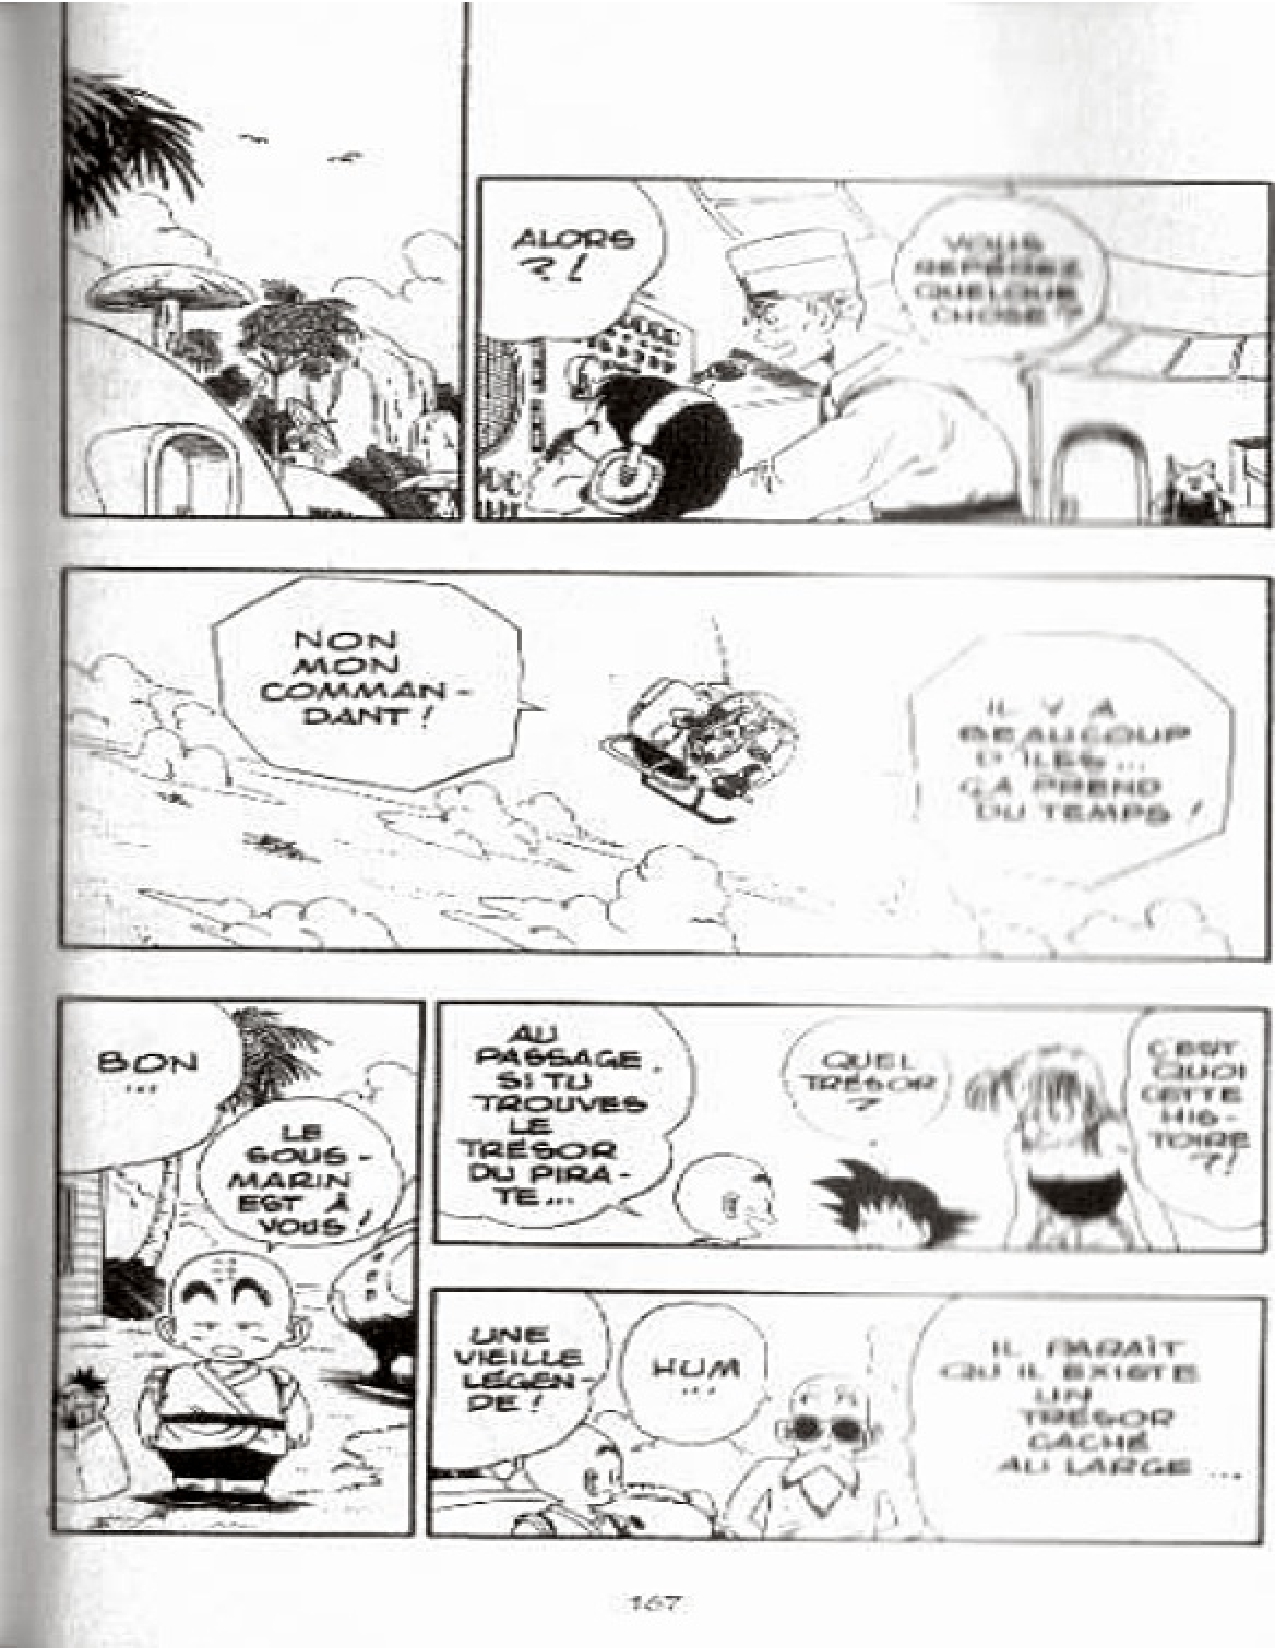 ALORS
?!
VOUS
REPÉREZ
QUELQUE
CHOSE ?
NON
MON
COMMAN-
DANT !
IL Y A
BEAUCOUP
D'ILES...
ÇA PREND
DU TEMPS !
BON
...
LE
SOUS-
MARIN
EST À
VOUS !
AU
PASSAGE,
SI TU
TROUVES
LE
TRÉSOR
DU PIRA-
TE...
QUEL
TRÉSOR
?
C'EST
QUOI
CETTE
HIS-
TOIRE
?!
UNE
VIEILLE
LÉGEN-
DE !
HUM
...
IL PARAÎT
QU'IL EXISTE
UN
TRÉSOR
CACHÉ
AU LARGE ...
167